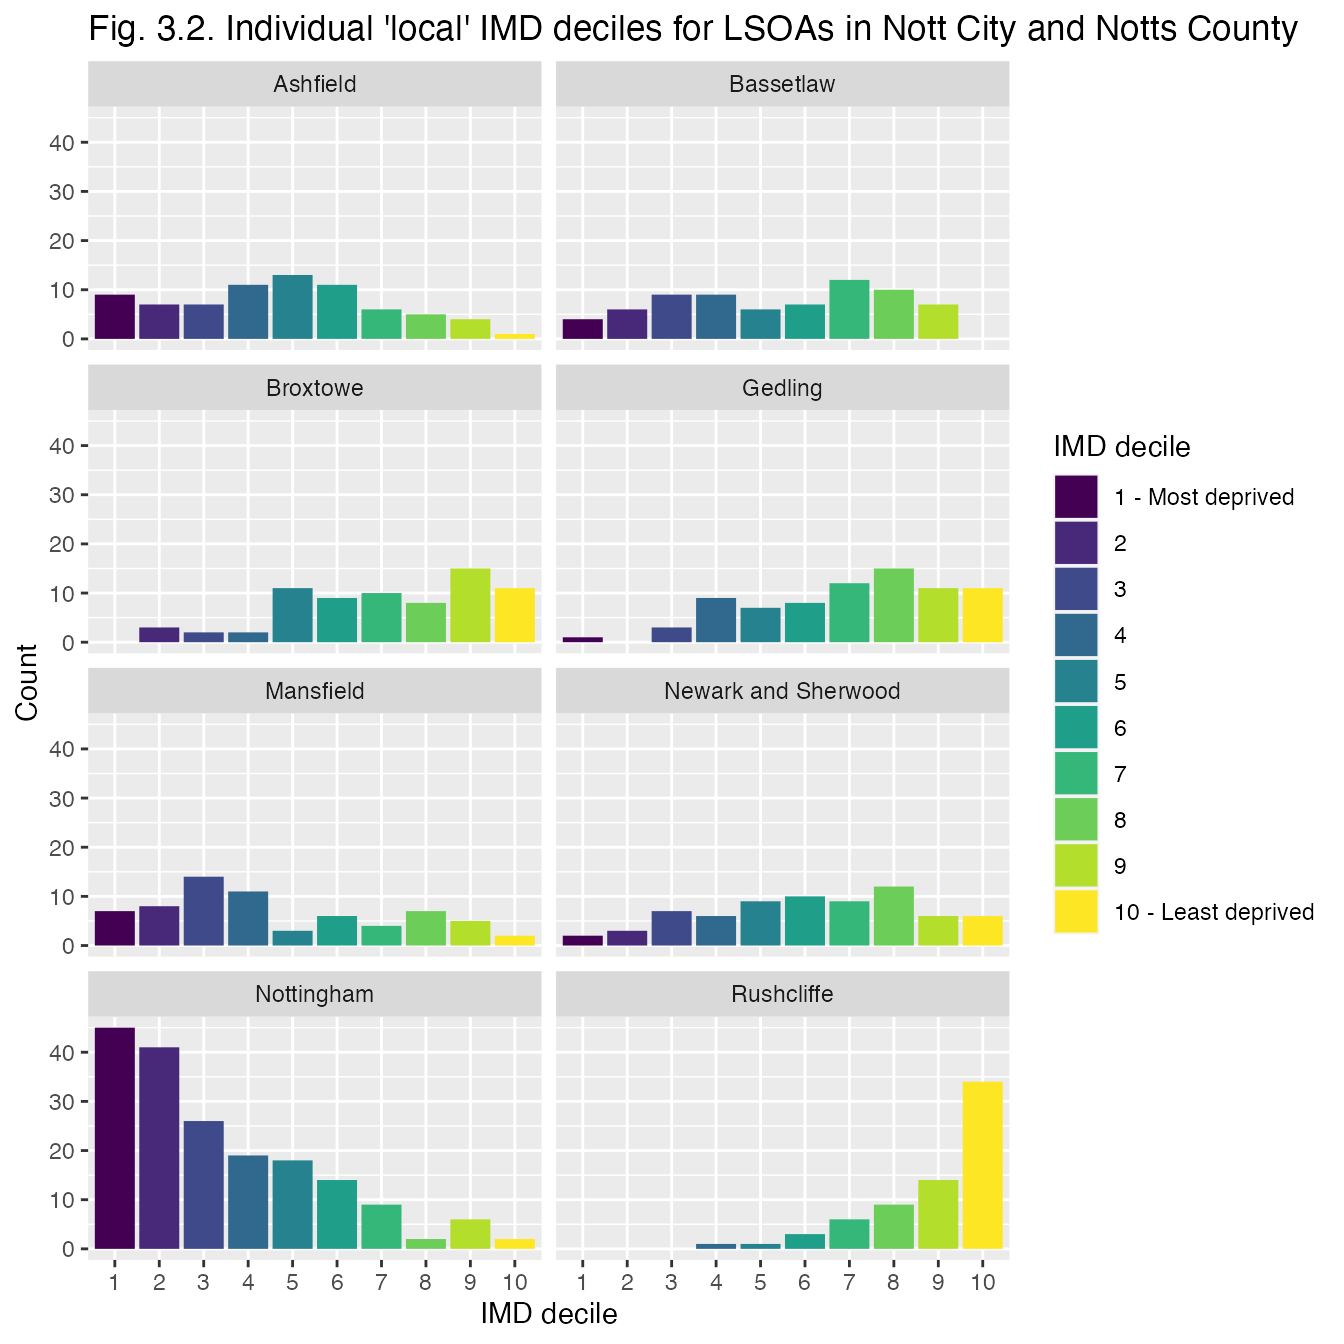 Fig. 3.2. Individual 'local' IMD deciles for LSOAs in Nott City and Notts County
Ashfield
Bassetlaw
40
30
20
10
0
Broxtowe
Gedling
40
30
20
10
0
Mansfield
Newark and Sherwood
40
30
20
10
0
Nottingham
Rushcliffe
40
30
20
10
0
1 2 3 4 5 6 7 8 9 10
1 2 3 4 5 6 7 8 9 10
IMD decile
Count
IMD decile
1 - Most deprived
2
3
4
5
6
7
8
9
10 - Least deprived